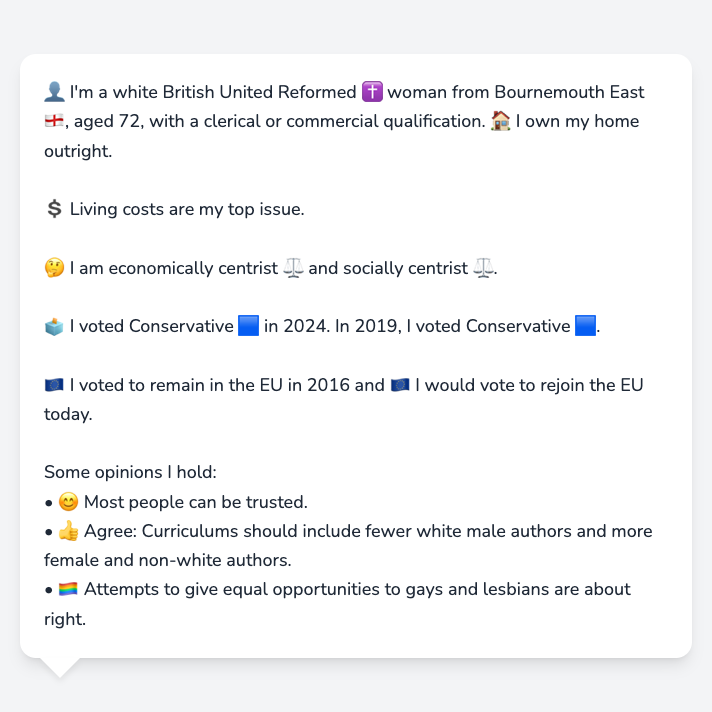 👤 I'm a white British United Reformed ✝️ woman from Bournemouth East
🏴󠁧󠁢󠁥󠁮󠁧󠁿, aged 72, with a clerical or commercial qualification. 🏠 I own my home
outright.
💲 Living costs are my top issue.
🤔 I am economically centrist ⚖️ and socially centrist ⚖️.
🗳️ I voted Conservative 🟦 in 2024. In 2019, I voted Conservative 🟦.
🇪🇺 I voted to remain in the EU in 2016 and 🇪🇺 I would vote to rejoin the EU
today.
Some opinions I hold:
• 😊 Most people can be trusted.
• 👍 Agree: Curriculums should include fewer white male authors and more
female and non-white authors.
• 🏳️‍🌈 Attempts to give equal opportunities to gays and lesbians are about
right.